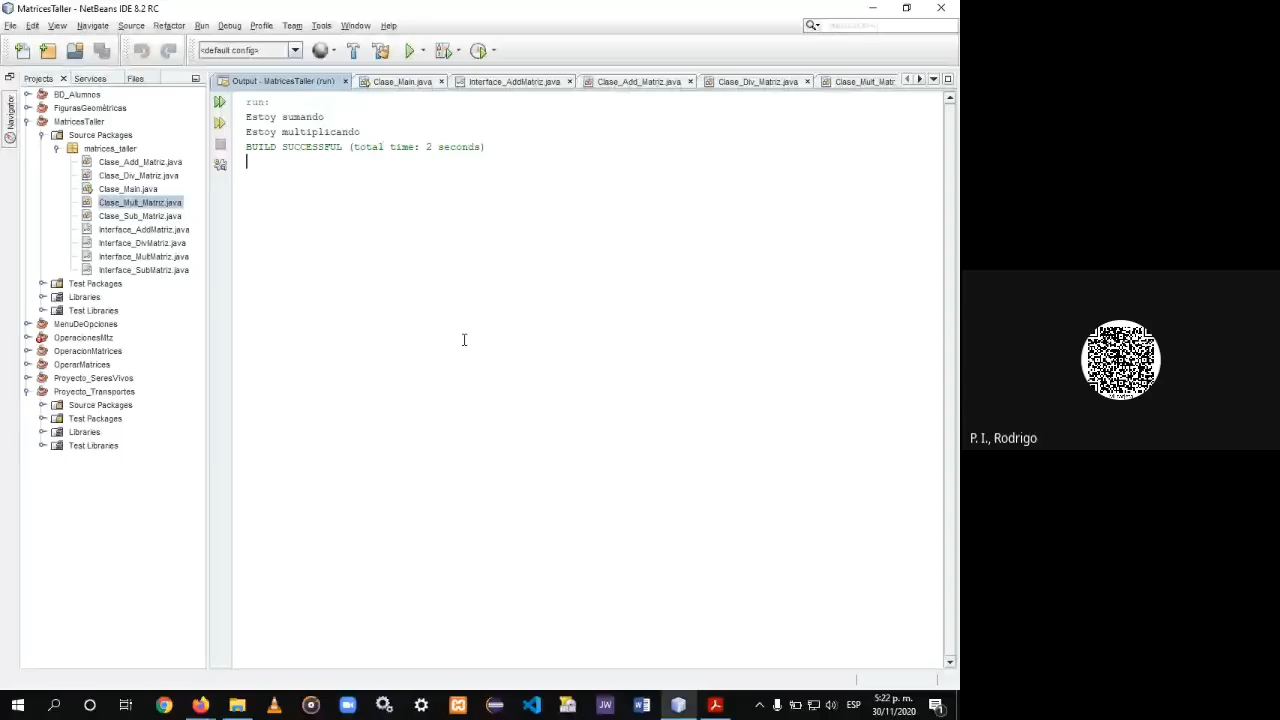 MatricesTaller - NetBeans IDE 8.2 RC
File Edit View Navigate Source Refactor Run Debug Profile Team Tools Window Help
<default config>
Projects Services Files
Output - MatricesTaller (run) Clase_Main.java Interface_AddMatriz.java Clase_Add_Matriz.java Clase_Div_Matriz.java Clase_Mult_Matr
Navigator
BD_Alumnos
FigurasGeométricas
MatricesTaller
Source Packages
matrices_taller
Clase_Add_Matriz.java
Clase_Div_Matriz.java
Clase_Main.java
Clase_Mult_Matriz.java
Clase_Sub_Matriz.java
Interface_AddMatriz.java
Interface_DivMatriz.java
Interface_MultMatriz.java
Interface_SubMatriz.java
Test Packages
Libraries
Test Libraries
MenuDeOpciones
OperacionesMtz
OperacionMatrices
OperarMatrices
Proyecto_SeresVivos
Proyecto_Transportes
Source Packages
Test Packages
Libraries
Test Libraries
run:
Estoy sumando
Estoy multiplicando
BUILD SUCCESSFUL (total time: 2 seconds)
P. I., Rodrigo
JW
ESP
5:22 p. m.
30/11/2020